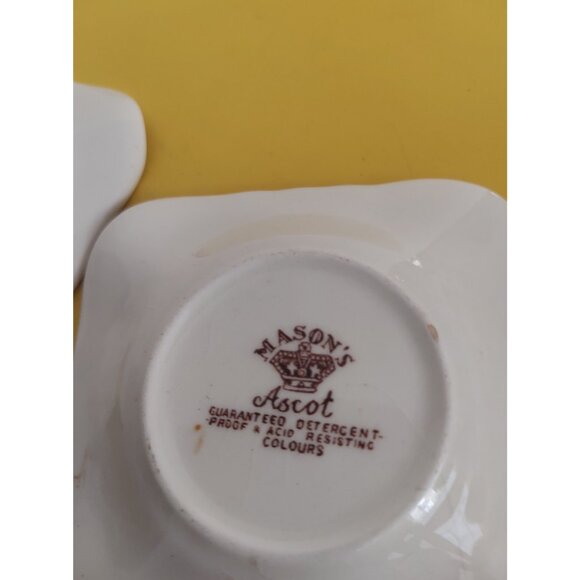 MASON'S
Ascot
GUARANTEED DETERGENT-
-PROOF & ACID RESISTING
COLOURS